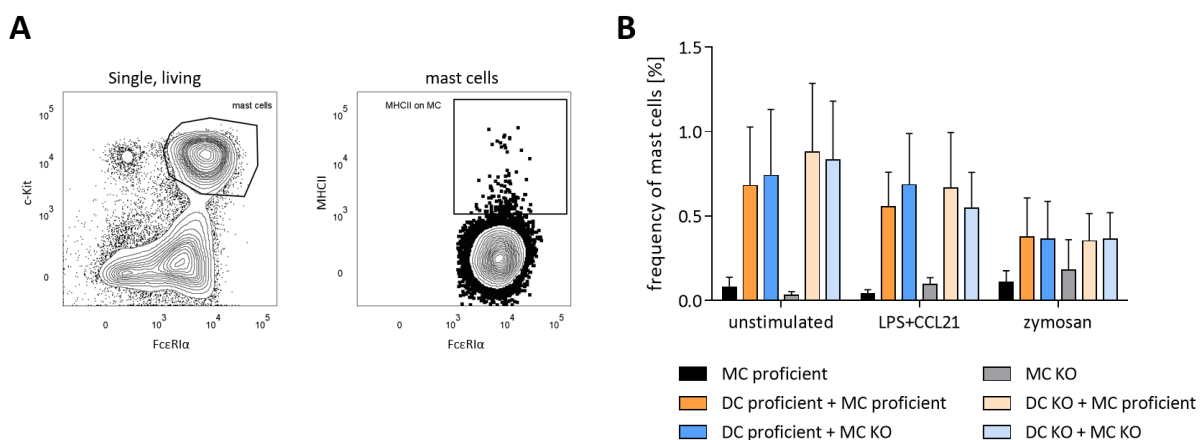 A
Single, living
mast cells
10⁵
10⁴
10³
0
c-Kit
0
10³
10⁴
10⁵
FcεRIα
mast cells
MHCII on MC
10⁵
10⁴
10³
0
MHCII
0
10³
10⁴
10⁵
FcεRIα
B
frequency of mast cells [%]
1.5
1.0
0.5
0.0
unstimulated
LPS+CCL21
zymosan
MC proficient
DC proficient + MC proficient
DC proficient + MC KO
MC KO
DC KO + MC proficient
DC KO + MC KO